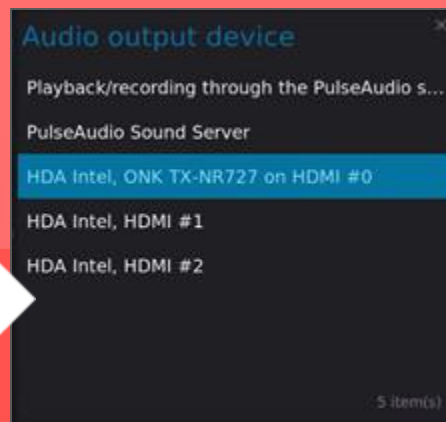 Audio output device
Playback/recording through the PulseAudio s...
PulseAudio Sound Server
HDA Intel, ONK TX-NR727 on HDMI #0
HDA Intel, HDMI #1
HDA Intel, HDMI #2
5 item(s)